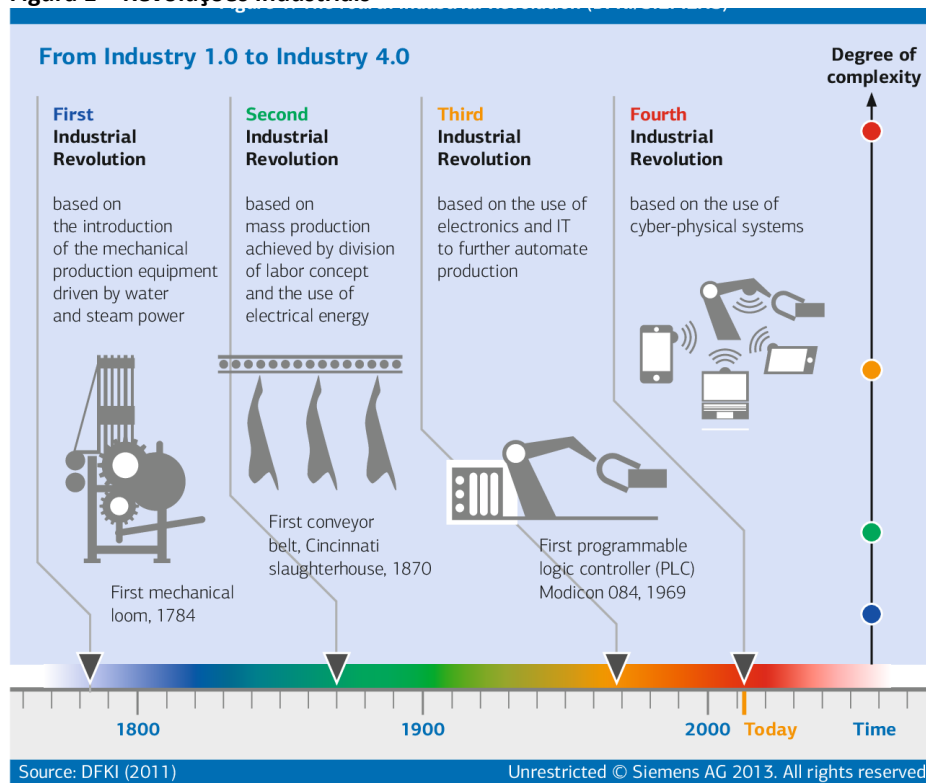 From Industry 1.0 to Industry 4.0
Degree of
complexity
First
Industrial
Revolution
based on
the introduction
of the mechanical
production equipment
driven by water
and steam power
Second
Industrial
Revolution
based on
mass production
achieved by division
of labor concept
and the use of
electrical energy
Third
Industrial
Revolution
based on the use of
electronics and IT
to further automate
production
Fourth
Industrial
Revolution
based on the use of
cyber-physical systems
First mechanical
loom, 1784
First conveyor
belt, Cincinnati
slaughterhouse, 1870
First programmable
logic controller (PLC)
Modicon 084, 1969
1800
1900
2000
Today
Time
Source: DFKI (2011)
Unrestricted © Siemens AG 2013. All rights reserved